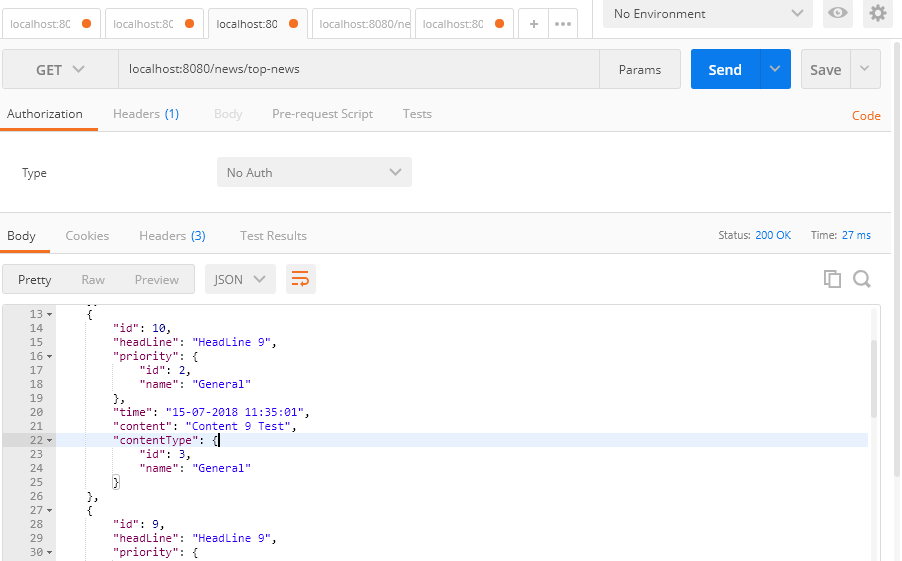 localhost:80 localhost:80 localhost:80 localhost:8080/ne localhost:80 + ••• No Environment
GET localhost:8080/news/top-news Params Send Save
Authorization Headers (1) Body Pre-request Script Tests Code
Type No Auth
Body Cookies Headers (3) Test Results Status: 200 OK Time: 27 ms
Pretty Raw Preview JSON
13 {
14 "id": 10,
15 "headLine": "HeadLine 9",
16 "priority": {
17 "id": 2,
18 "name": "General"
19 },
20 "time": "15-07-2018 11:35:01",
21 "content": "Content 9 Test",
22 "contentType": {
23 "id": 3,
24 "name": "General"
25 }
26 },
27 {
28 "id": 9,
29 "headLine": "HeadLine 9",
30 "priority": {